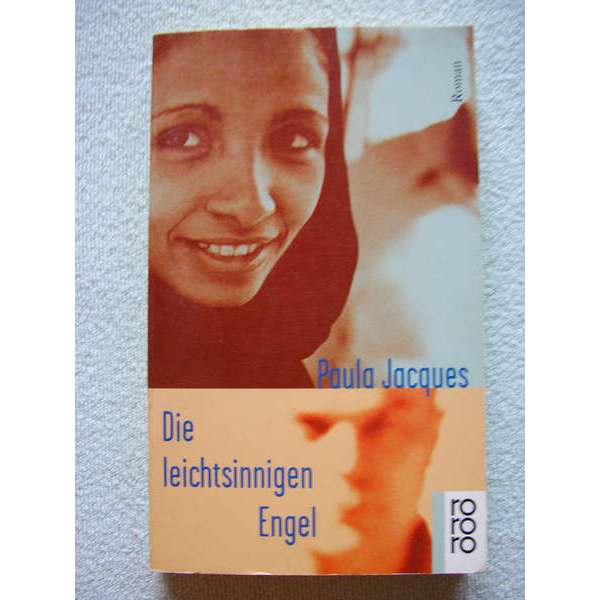 Roman
Paula Jacques
Die
leichtsinnigen
Engel
ro
ro
ro